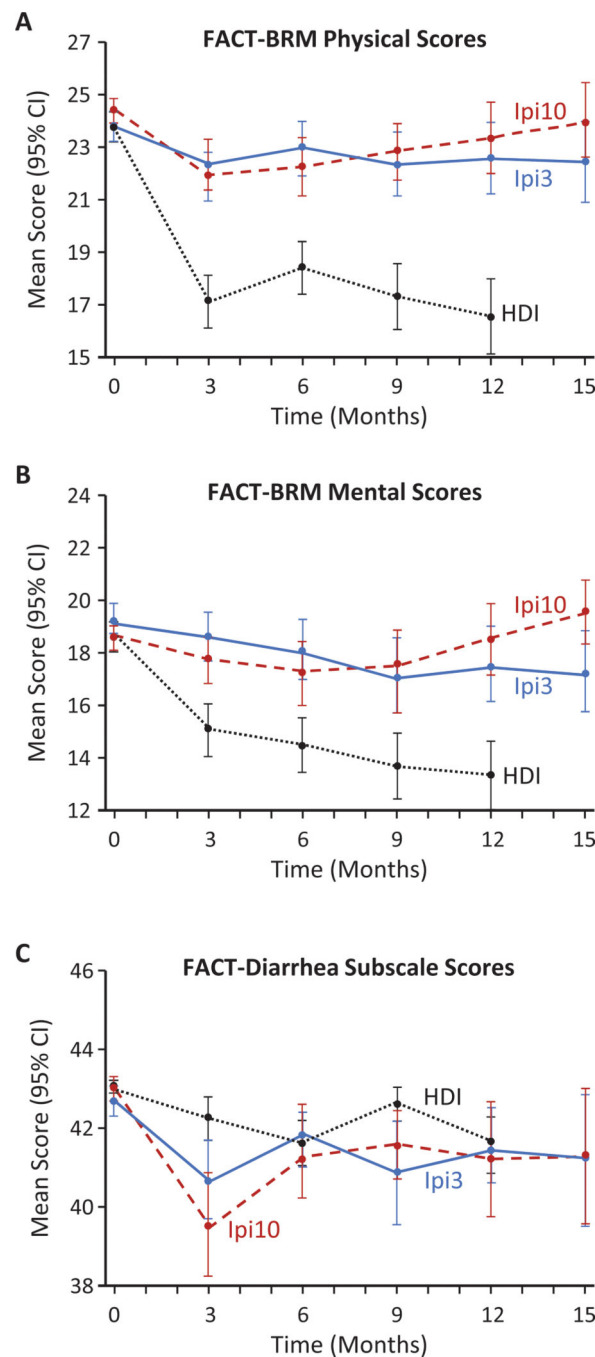 A
FACT-BRM Physical Scores
Mean Score (95% CI)
27
25
23
21
19
17
15
Ipi10
Ipi3
HDI
0 3 6 9 12 15
Time (Months)
B
FACT-BRM Mental Scores
Mean Score (95% CI)
24
22
20
18
16
14
12
Ipi10
Ipi3
HDI
0 3 6 9 12 15
Time (Months)
C
FACT-Diarrhea Subscale Scores
Mean Score (95% CI)
46
44
42
40
38
HDI
Ipi3
Ipi10
0 3 6 9 12 15
Time (Months)